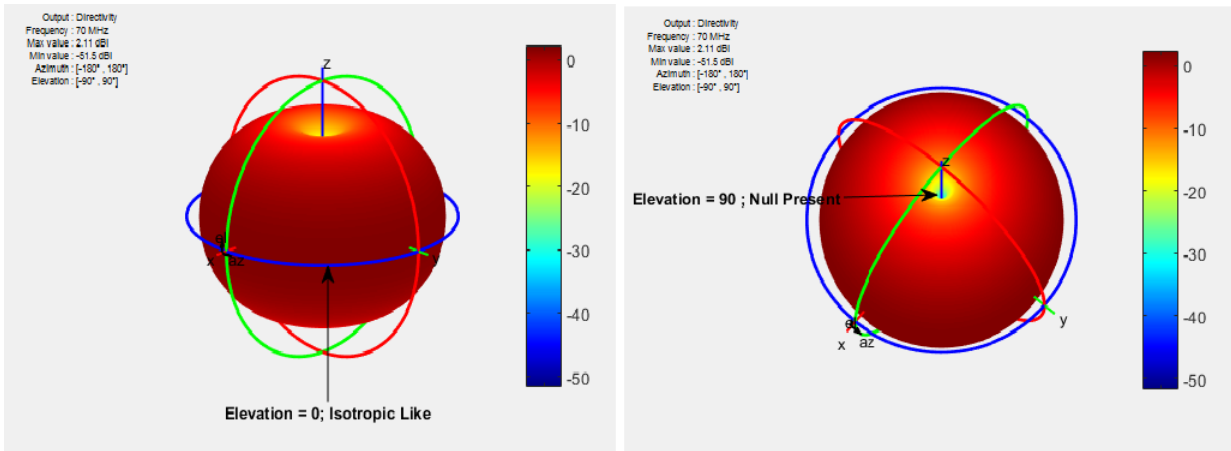 Output : Directivity
Frequency : 70 MHz
Max value : 2.11 dBi
Min value : -51.5 dBi
Azimuth : [-180° , 180°]
Elevation : [-90° , 90°]
z
x
az
y
Elevation = 0; Isotropic Like
0
-10
-20
-30
-40
-50
Output : Directivity
Frequency : 70 MHz
Max value : 2.11 dBi
Min value : -51.5 dBi
Azimuth : [-180° , 180°]
Elevation : [-90° , 90°]
z
Elevation = 90 ; Null Present
x
az
y
0
-10
-20
-30
-40
-50